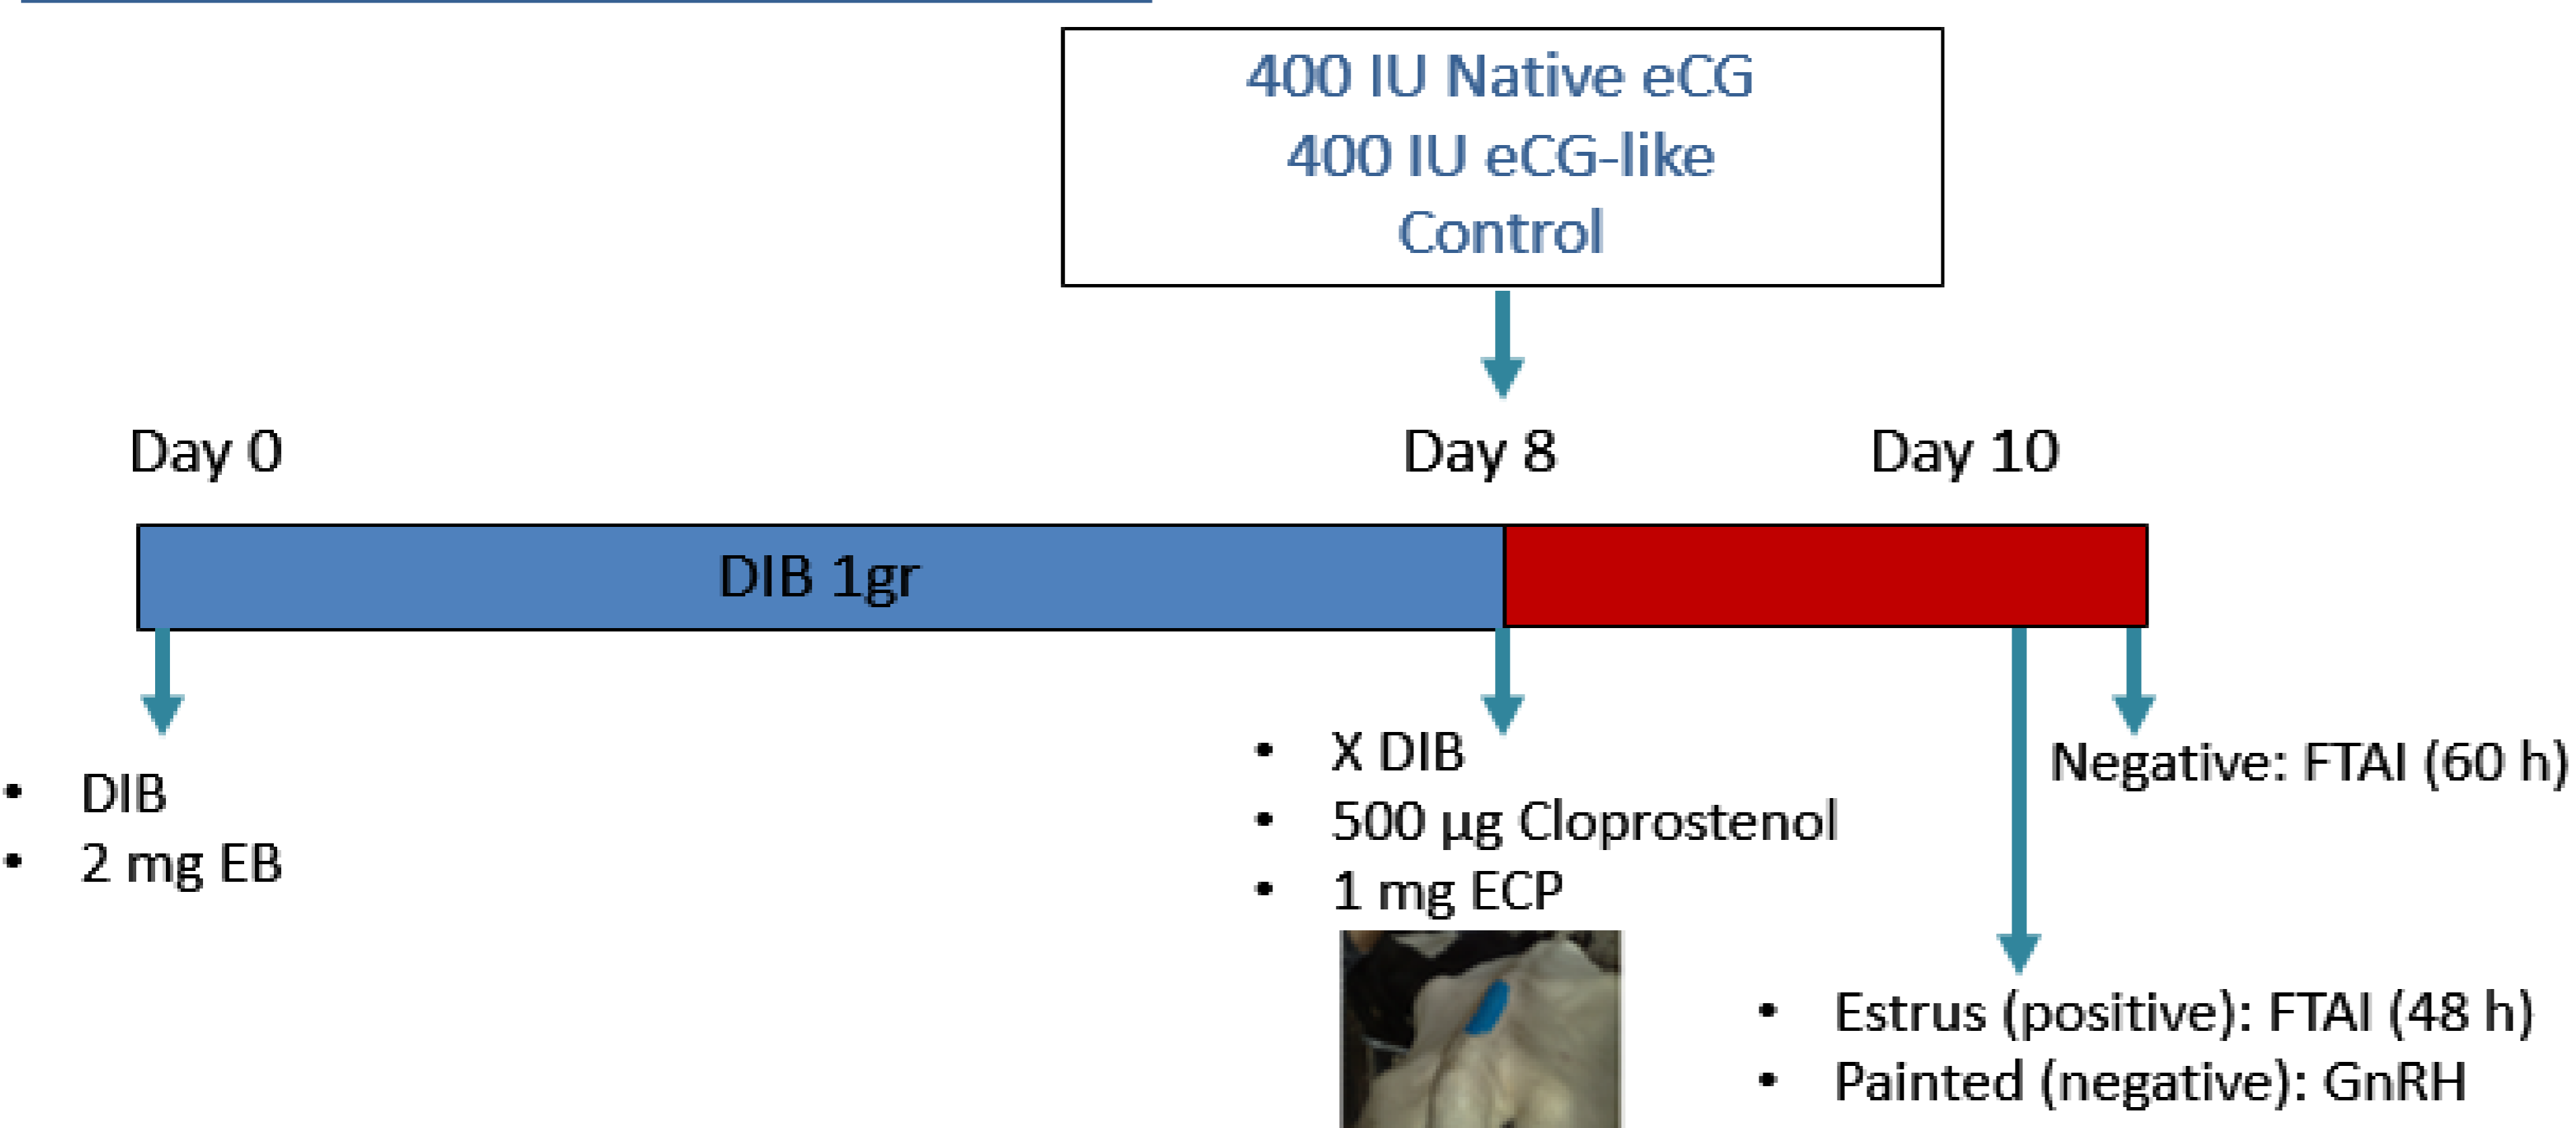 400 IU Native eCG
400 IU eCG-like
Control
Day 0
Day 8
Day 10
DIB 1gr
• DIB
• 2 mg EB
• X DIB
• 500 µg Cloprostenol
• 1 mg ECP
Negative: FTAI (60 h)
• Estrus (positive): FTAI (48 h)
• Painted (negative): GnRH